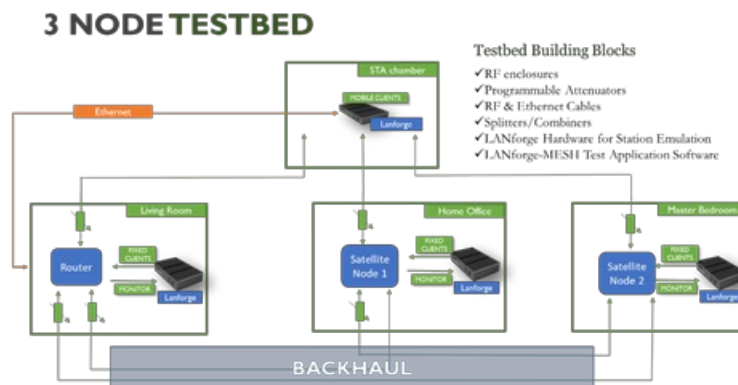 3 NODE TESTBED
Testbed Building Blocks
✓RF enclosures
✓Programmable Attenuators
✓RF & Ethernet Cables
✓Splitters/Combiners
✓LANforge Hardware for Station Emulation
✓LANforge-MESH Test Application Software
STA chamber
MOBILE CLIENTS
Lanforge
Ethernet
Living Room
Router
FIXED
CLIENTS
MONITOR
Lanforge
Home Office
Satellite
Node 1
FIXED
CLIENTS
MONITOR
Lanforge
Master Bedroom
Satellite
Node 2
FIXED
CLIENTS
MONITOR
Lanforge
BACKHAUL